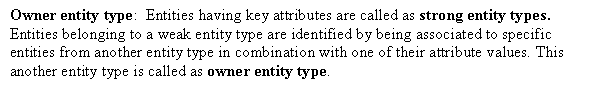 Owner entity type:  Entities having key attributes are called as strong entity types.
Entities belonging to a weak entity type are identified by being associated to specific
entities from another entity type in combination with one of their attribute values. This
another entity type is called as owner entity type.